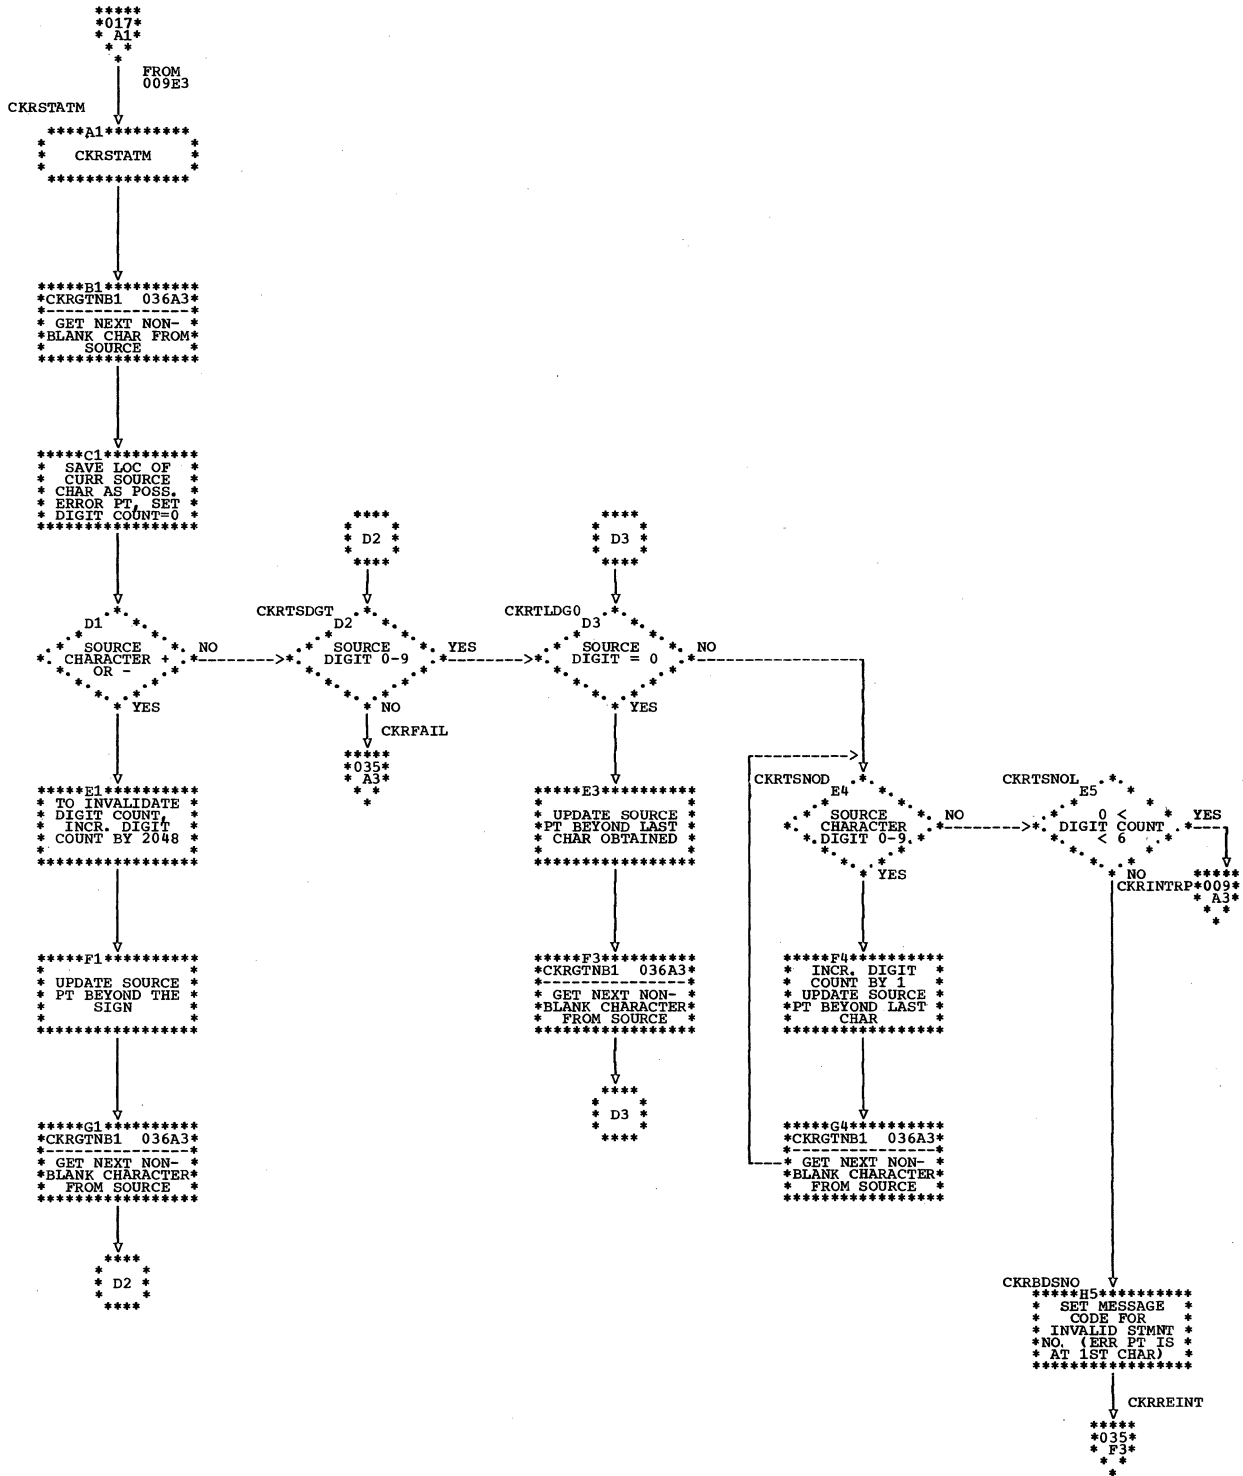 *****
*017*
* A1*
* *
*
FROM
009E3
CKRSTATM
****A1*********
* *
* CKRSTATM *
* *
***************
*****B1**********
*CKRGTNB1 036A3*
*---------------*
* GET NEXT NON- *
*BLANK CHAR FROM*
* SOURCE *
*****************
*****C1**********
* SAVE LOC OF *
* CURR SOURCE *
* CHAR AS POSS. *
* ERROR PT, SET *
* DIGIT COUNT=0 *
*****************
D1
SOURCE
CHARACTER +
OR -
NO
YES
****
* D2 *
****
CKRTSDGT
D2
SOURCE
DIGIT 0-9
YES
NO
CKRFAIL
*****
*035*
* A3*
* *
*
****
* D3 *
****
CKRTLDG0
D3
SOURCE
DIGIT = 0
NO
YES
*****E1**********
* TO INVALIDATE *
* DIGIT COUNT, *
* INCR. DIGIT *
* COUNT BY 2048 *
* *
*****************
*****F1**********
* *
* UPDATE SOURCE *
* PT BEYOND THE *
* SIGN *
* *
*****************
*****G1**********
*CKRGTNB1 036A3*
*---------------*
* GET NEXT NON- *
*BLANK CHARACTER*
* FROM SOURCE *
*****************
****
* D2 *
****
*****E3**********
* *
* UPDATE SOURCE *
*PT BEYOND LAST *
* CHAR OBTAINED *
* *
*****************
*****F3**********
*CKRGTNB1 036A3*
*---------------*
* GET NEXT NON- *
*BLANK CHARACTER*
* FROM SOURCE *
*****************
****
* D3 *
****
CKRTSNOD
E4
SOURCE
CHARACTER
DIGIT 0-9
NO
YES
*****F4**********
* INCR. DIGIT *
* COUNT BY 1 *
* UPDATE SOURCE *
*PT BEYOND LAST *
* CHAR *
*****************
*****G4**********
*CKRGTNB1 036A3*
*---------------*
* GET NEXT NON- *
*BLANK CHARACTER*
* FROM SOURCE *
*****************
CKRTSNOL
E5
0 <
DIGIT COUNT
< 6
YES
NO
CKRINTRP
*****
*009*
* A3*
* *
*
CKRBDSNO
*****H5**********
* SET MESSAGE *
* CODE FOR *
* INVALID STMNT *
*NO. (ERR PT IS *
* AT 1ST CHAR) *
*****************
CKRREINT
*****
*035*
* F3*
* *
*